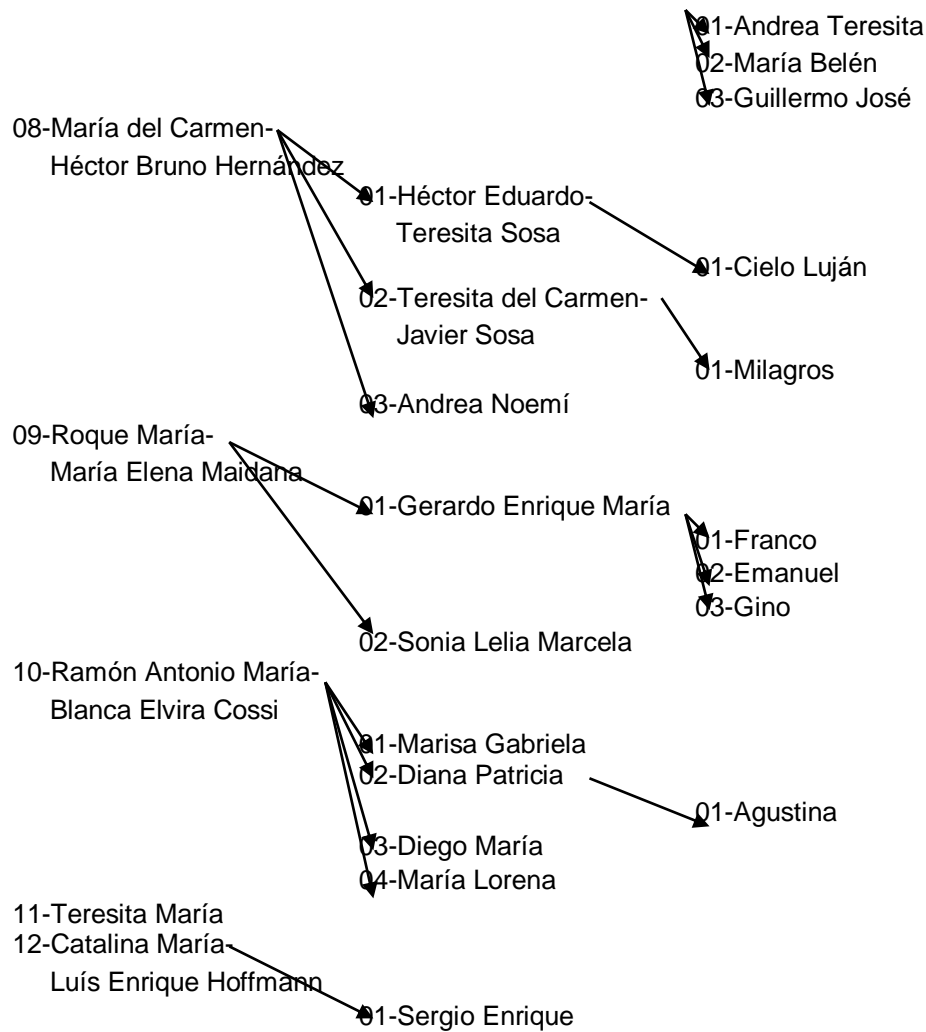 01-Andrea Teresita
02-María Belén
03-Guillermo José
08-María del Carmen-
Héctor Bruno Hernández
01-Héctor Eduardo-
Teresita Sosa
01-Cielo Luján
02-Teresita del Carmen-
Javier Sosa
01-Milagros
03-Andrea Noemí
09-Roque María-
María Elena Maidana
01-Gerardo Enrique María
01-Franco
02-Emanuel
03-Gino
02-Sonia Lelia Marcela
10-Ramón Antonio María-
Blanca Elvira Cossi
01-Marisa Gabriela
02-Diana Patricia
01-Agustina
03-Diego María
04-María Lorena
11-Teresita María
12-Catalina María-
Luís Enrique Hoffmann
01-Sergio Enrique